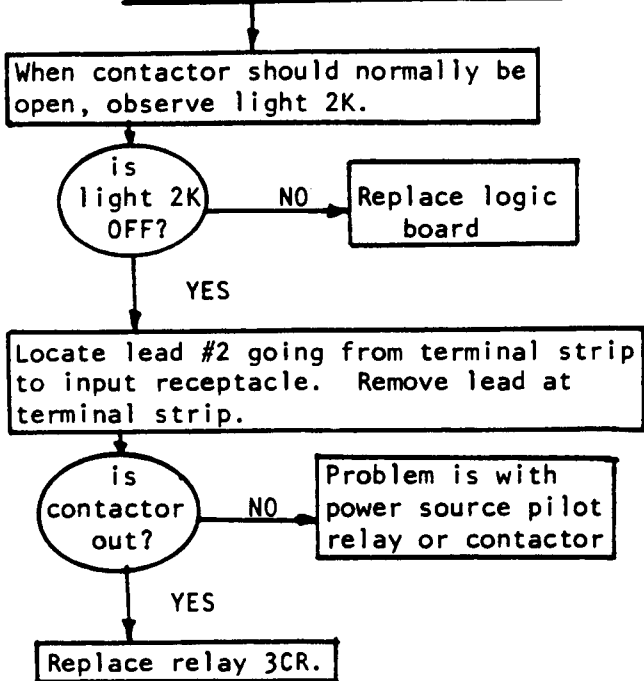 When contactor should normally be
open, observe light 2K.
is
light 2K
OFF?
NO
Replace logic
board
YES
Locate lead #2 going from terminal strip
to input receptacle. Remove lead at
terminal strip.
is
contactor
out?
NO
Problem is with
power source pilot
relay or contactor
YES
Replace relay 3CR.